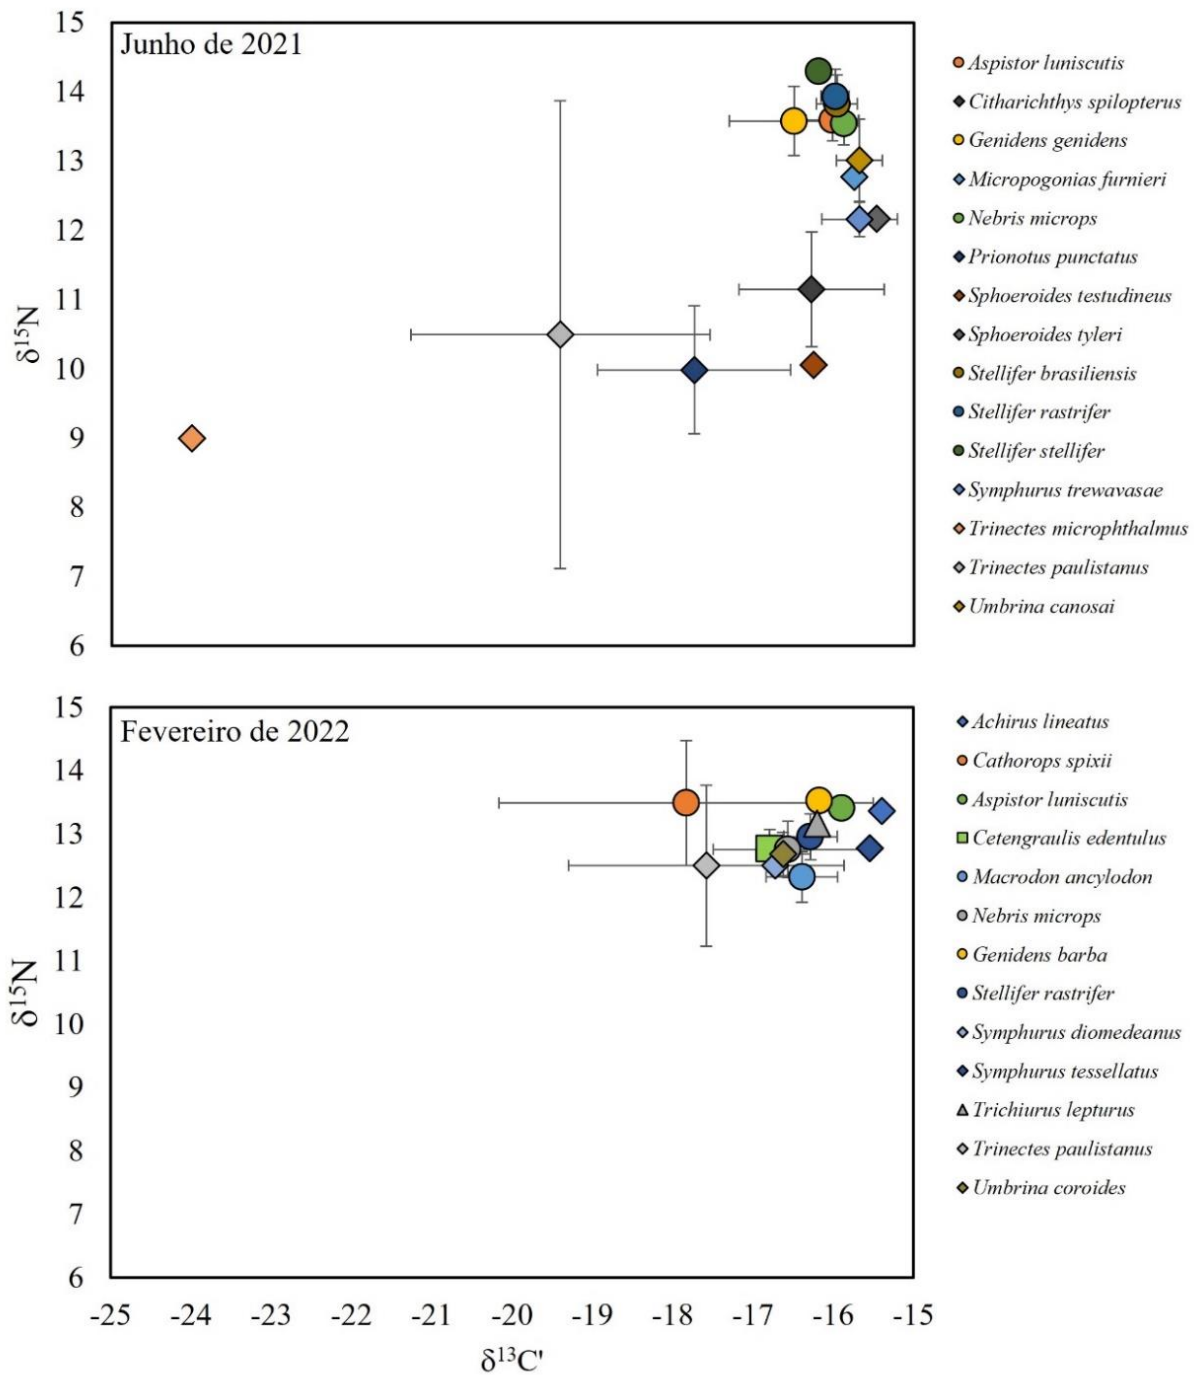 15
Junho de 2021
14
13
12
11
10
9
8
7
6
δ¹⁵N
Aspistor luniscutis
Citharichthys spilopterus
Genidens genidens
Micropogonias furnieri
Nebris microps
Prionotus punctatus
Sphoeroides testudineus
Sphoeroides tyleri
Stellifer brasiliensis
Stellifer rastrifer
Stellifer stellifer
Symphurus trewavasae
Trinectes microphthalmus
Trinectes paulistanus
Umbrina canosai
15
Fevereiro de 2022
14
13
12
11
10
9
8
7
6
δ¹⁵N
Achirus lineatus
Cathorops spixii
Aspistor luniscutis
Cetengraulis edentulus
Macrodon ancylodon
Nebris microps
Genidens barba
Stellifer rastrifer
Symphurus diomedeanus
Symphurus tessellatus
Trichiurus lepturus
Trinectes paulistanus
Umbrina coroides
-25 -24 -23 -22 -21 -20 -19 -18 -17 -16 -15
δ¹³C'